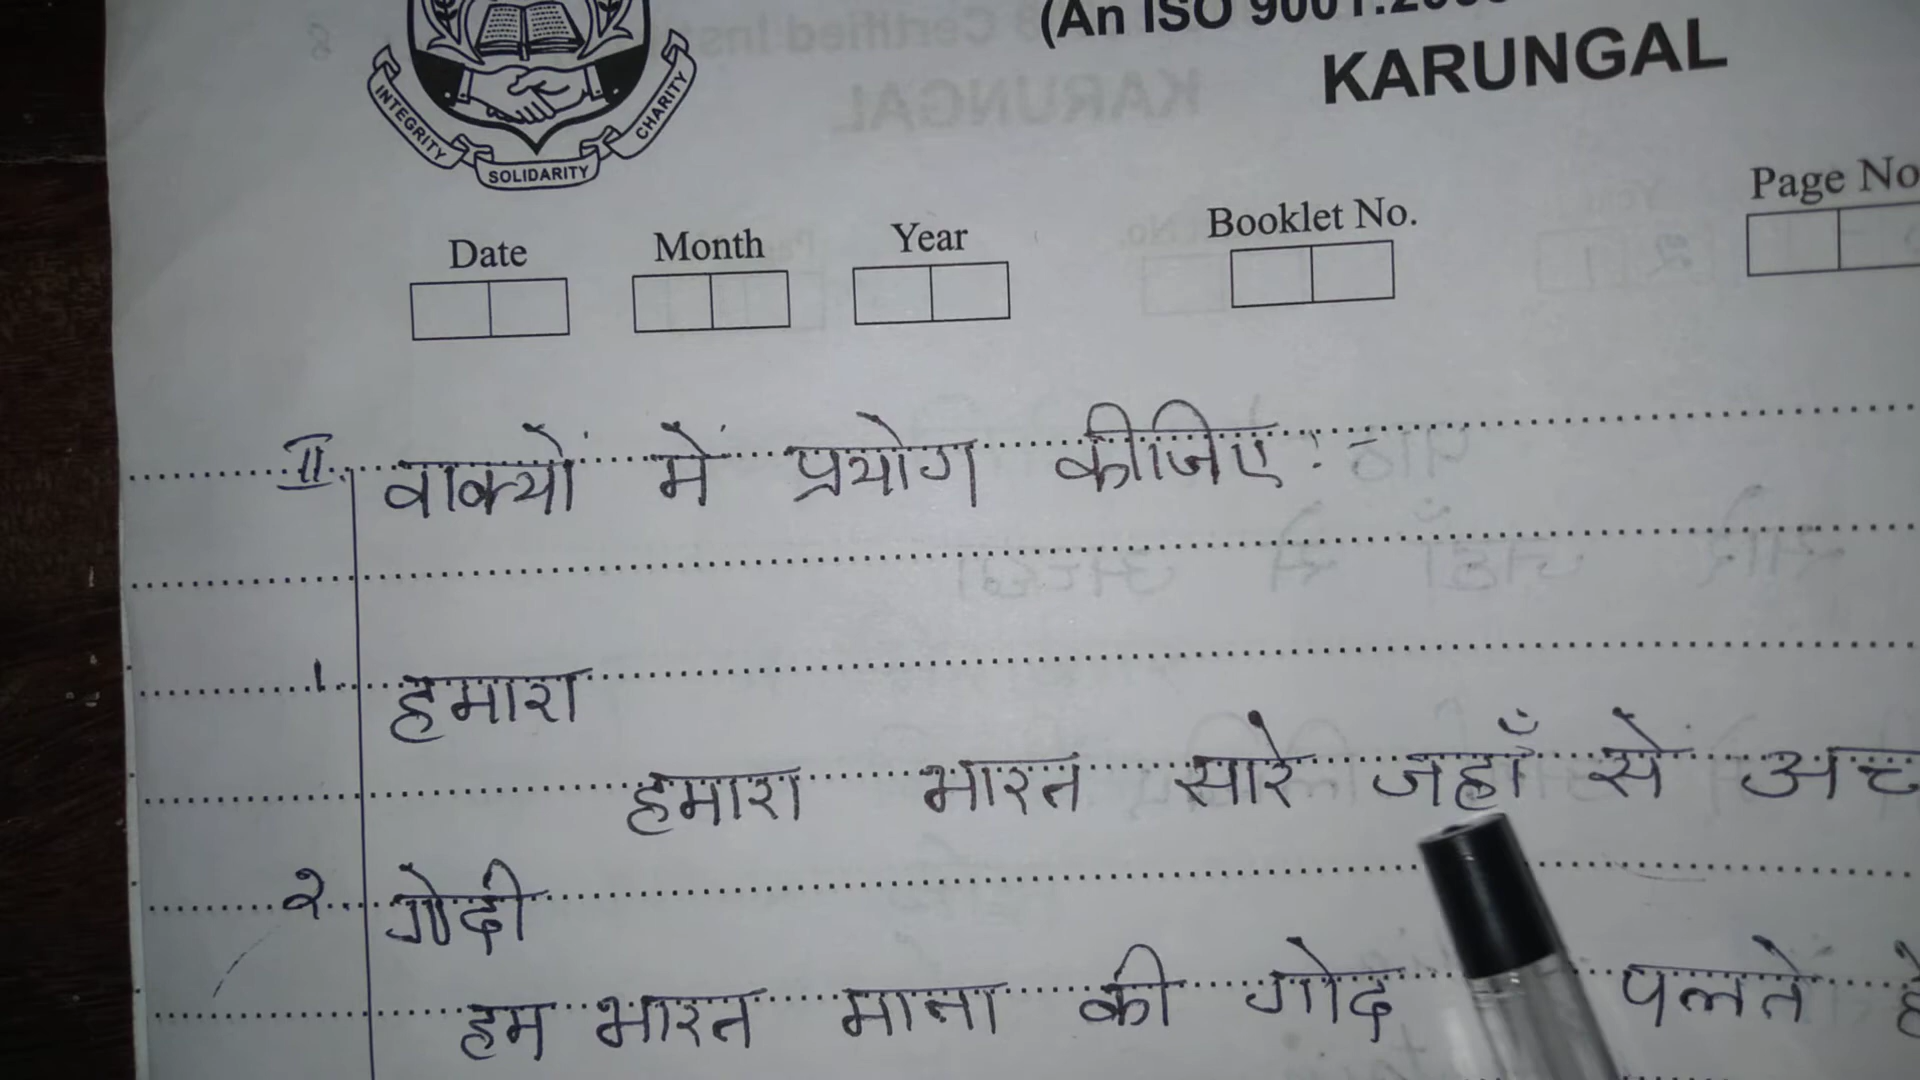 (An ISO 9001:
KARUNGAL
INTEGRITY SOLIDARITY CHARITY
Date Month Year Booklet No. Page No
II. वाक्यों में प्रयोग कीजिए :
1. हमारा
हमारा भारत सारे जहाँ से अच
२. गोदी
हम भारत माता की गोद पलते है